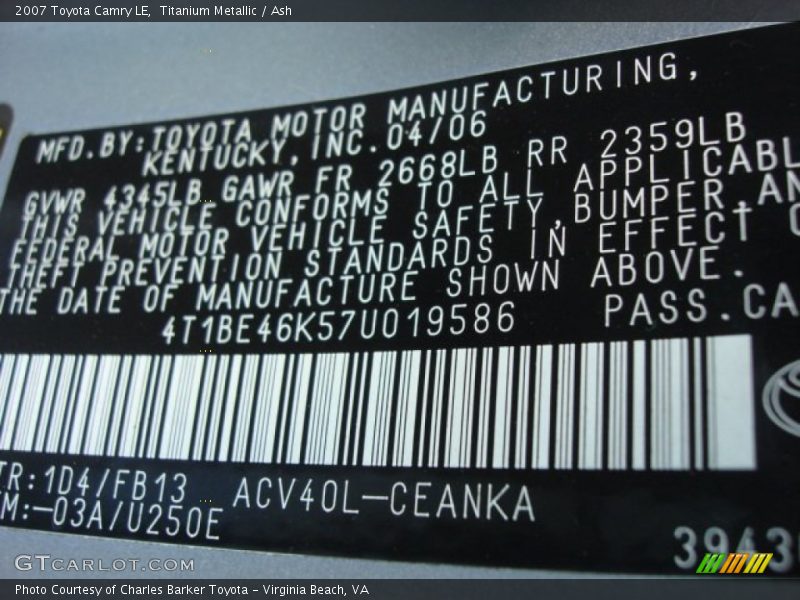 2007 Toyota Camry LE,  Titanium Metallic / Ash
MFD.BY:TOYOTA MOTOR MANUFACTURING,
KENTUCKY,INC.04/06
GVWR 4345LB GAWR FR 2668LB RR 2359LB
THIS VEHICLE CONFORMS TO ALL APPLICABL
FEDERAL MOTOR VEHICLE SAFETY,BUMPER,AN
THEFT PREVENTION STANDARDS IN EFFECT O
THE DATE OF MANUFACTURE SHOWN ABOVE.
4T1BE46K57U019586 PASS.CA
TR:1D4/FB13 ACV40L-CEANKA
TM:-03A/U250E
3943
GTCARLOT.COM
Photo Courtesy of Charles Barker Toyota - Virginia Beach, VA